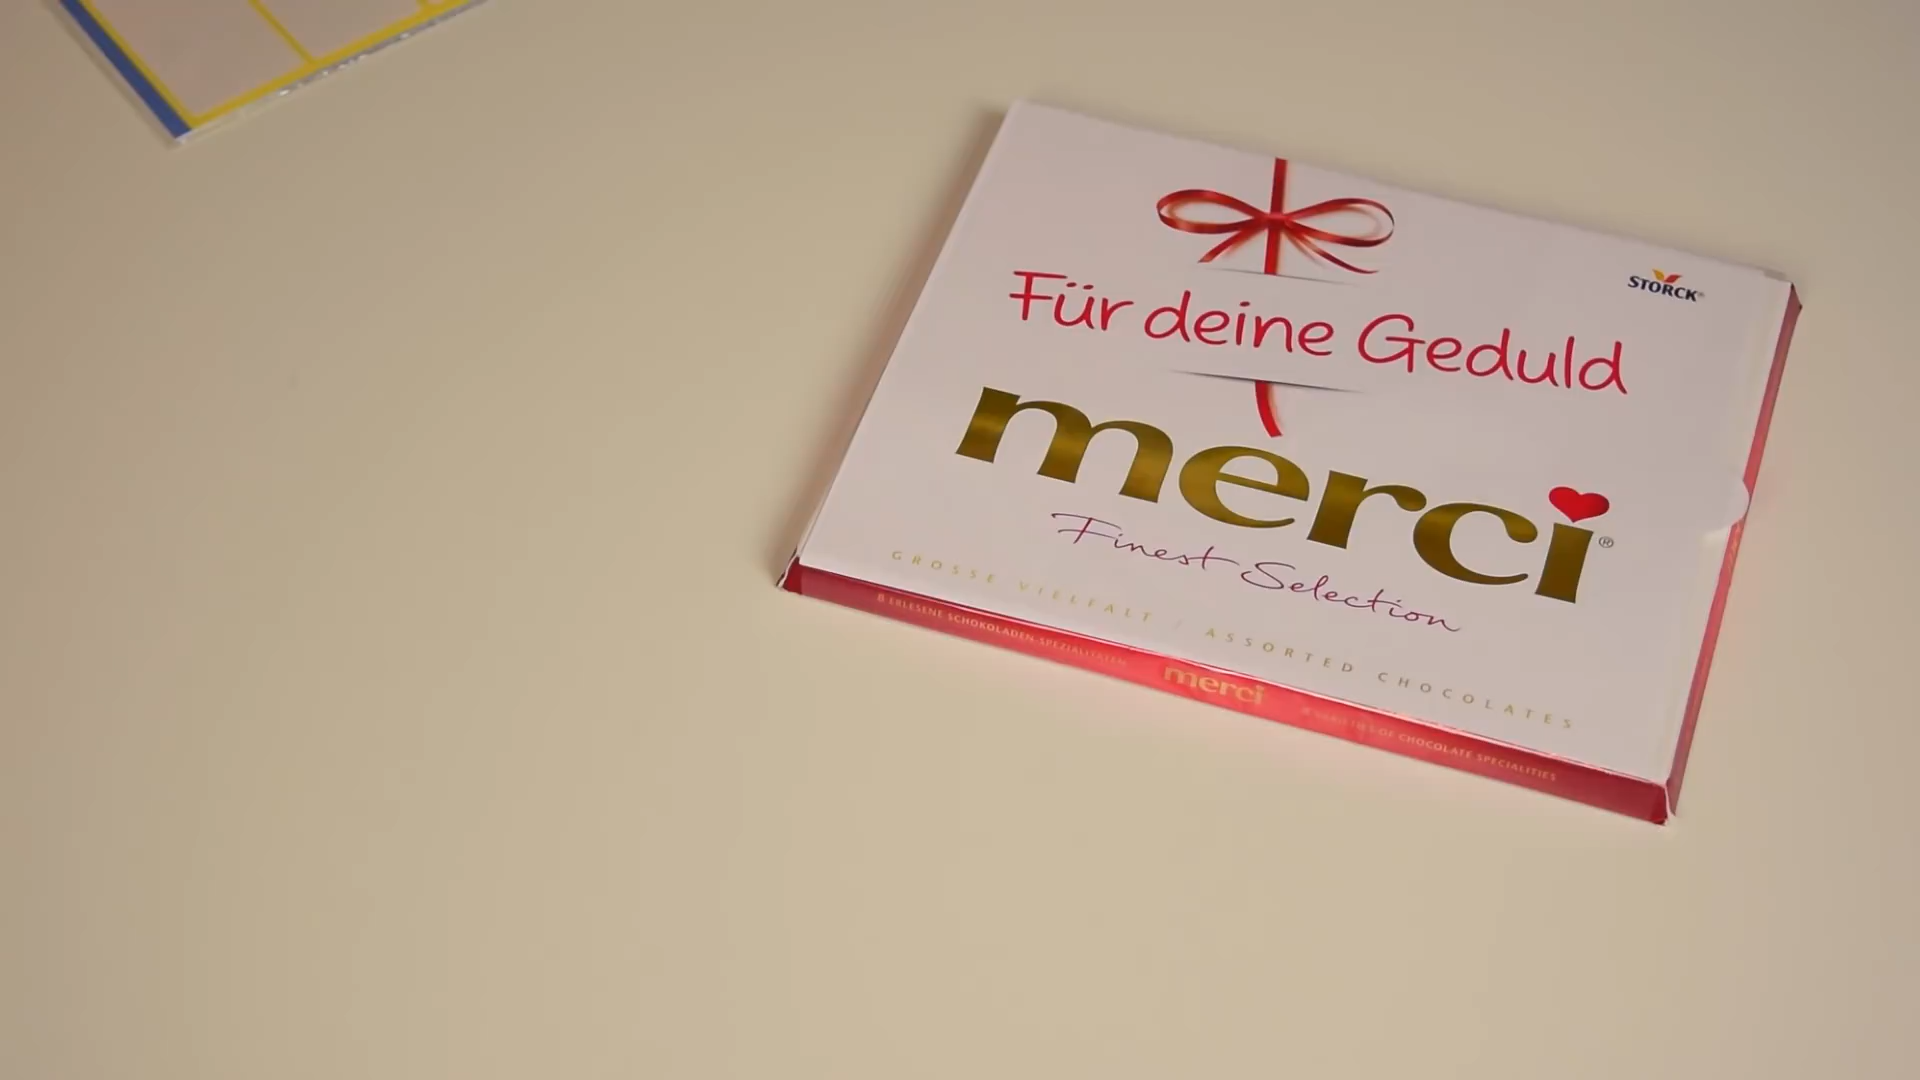 STORCK®
Für deine Geduld
merci®
Finest Selection
GROSSE VIELFALT / ASSORTED CHOCOLATES
8 ERLESENE SCHOKOLADEN-SPEZIALITÄTEN
merci
8 VARIETIES OF CHOCOLATE SPECIALITIES